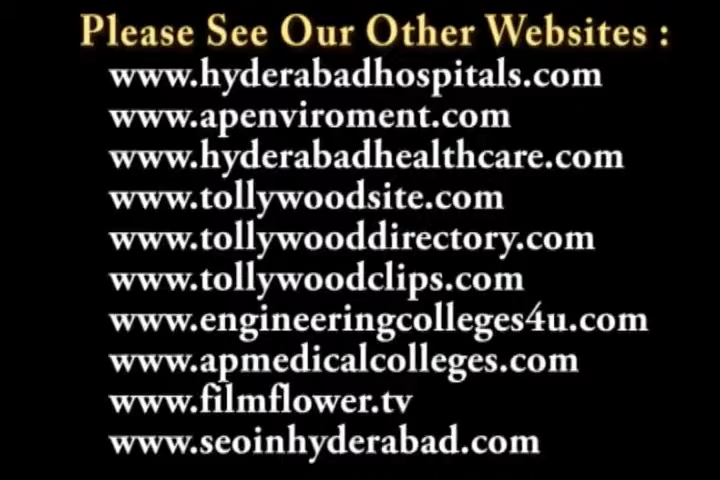 Please See Our Other Websites :
www.hyderabadhospitals.com
www.apenviroment.com
www.hyderabadhealthcare.com
www.tollywoodsite.com
www.tollywooddirectory.com
www.tollywoodclips.com
www.engineeringcolleges4u.com
www.apmedicalcolleges.com
www.filmflower.tv
www.seoinhyderabad.com